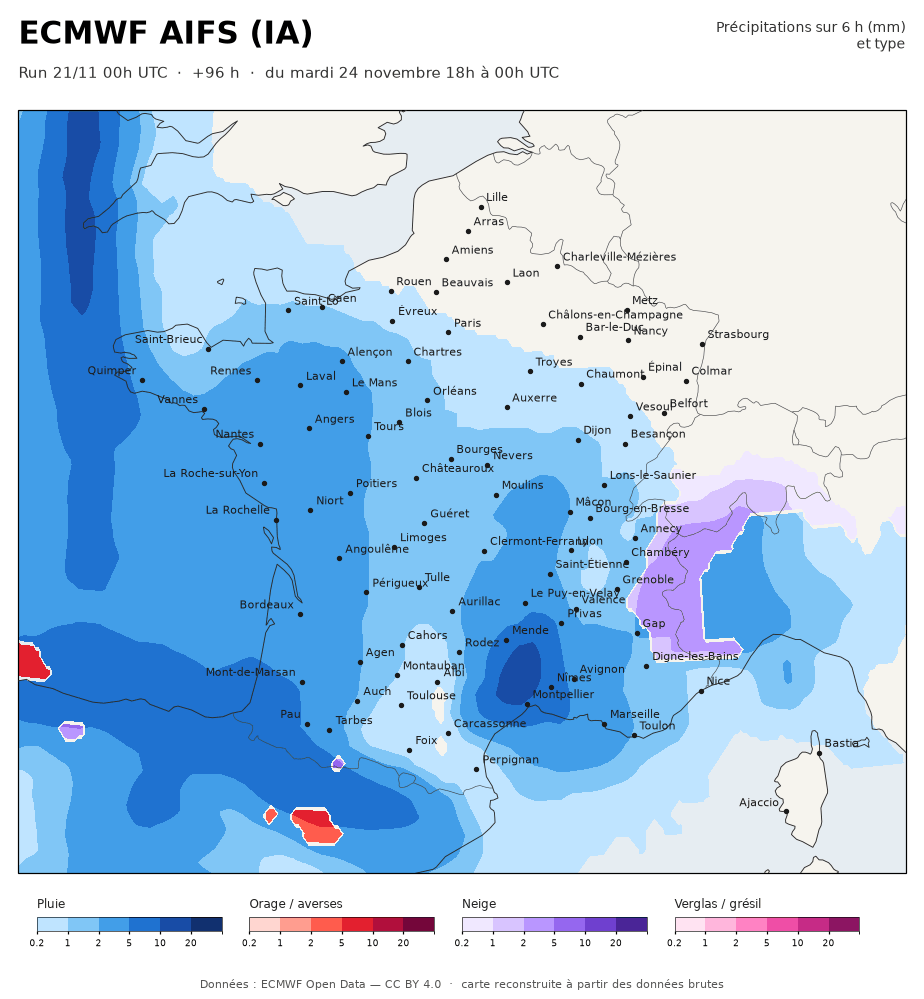 ECMWF AIFS (IA)
Précipitations sur 6 h (mm)
et type
Run 21/11 00h UTC · +96 h · du mardi 24 novembre 18h à 00h UTC
Lille
Arras
Amiens
Charleville-Mézières
Laon
Rouen
Beauvais
Saint-Lô
Caen
Metz
Évreux
Châlons-en-Champagne
Paris
Bar-le-Duc
Nancy
Strasbourg
Saint-Brieuc
Alençon
Chartres
Troyes
Quimper
Rennes
Laval
Le Mans
Chaumont
Épinal
Colmar
Vannes
Orléans
Auxerre
Vesoul
Belfort
Angers
Blois
Tours
Nantes
Dijon
Besançon
Bourges
Nevers
La Roche-sur-Yon
Châteauroux
Lons-le-Saunier
Poitiers
Moulins
Niort
La Rochelle
Mâcon
Bourg-en-Bresse
Guéret
Annecy
Limoges
Clermont-Ferrand
Lyon
Angoulême
Chambéry
Saint-Étienne
Périgueux
Tulle
Grenoble
Le Puy-en-Velay
Valence
Bordeaux
Aurillac
Privas
Gap
Mende
Cahors
Rodez
Agen
Digne-les-Bains
Mont-de-Marsan
Montauban
Albi
Avignon
Nîmes
Nice
Auch
Toulouse
Montpellier
Pau
Tarbes
Carcassonne
Marseille
Toulon
Foix
Bastia
Perpignan
Ajaccio
Pluie
Orage / averses
Neige
Verglas / grésil
0.2 1 2 5 10 20
0.2 1 2 5 10 20
0.2 1 2 5 10 20
0.2 1 2 5 10 20
Données : ECMWF Open Data — CC BY 4.0 · carte reconstruite à partir des données brutes